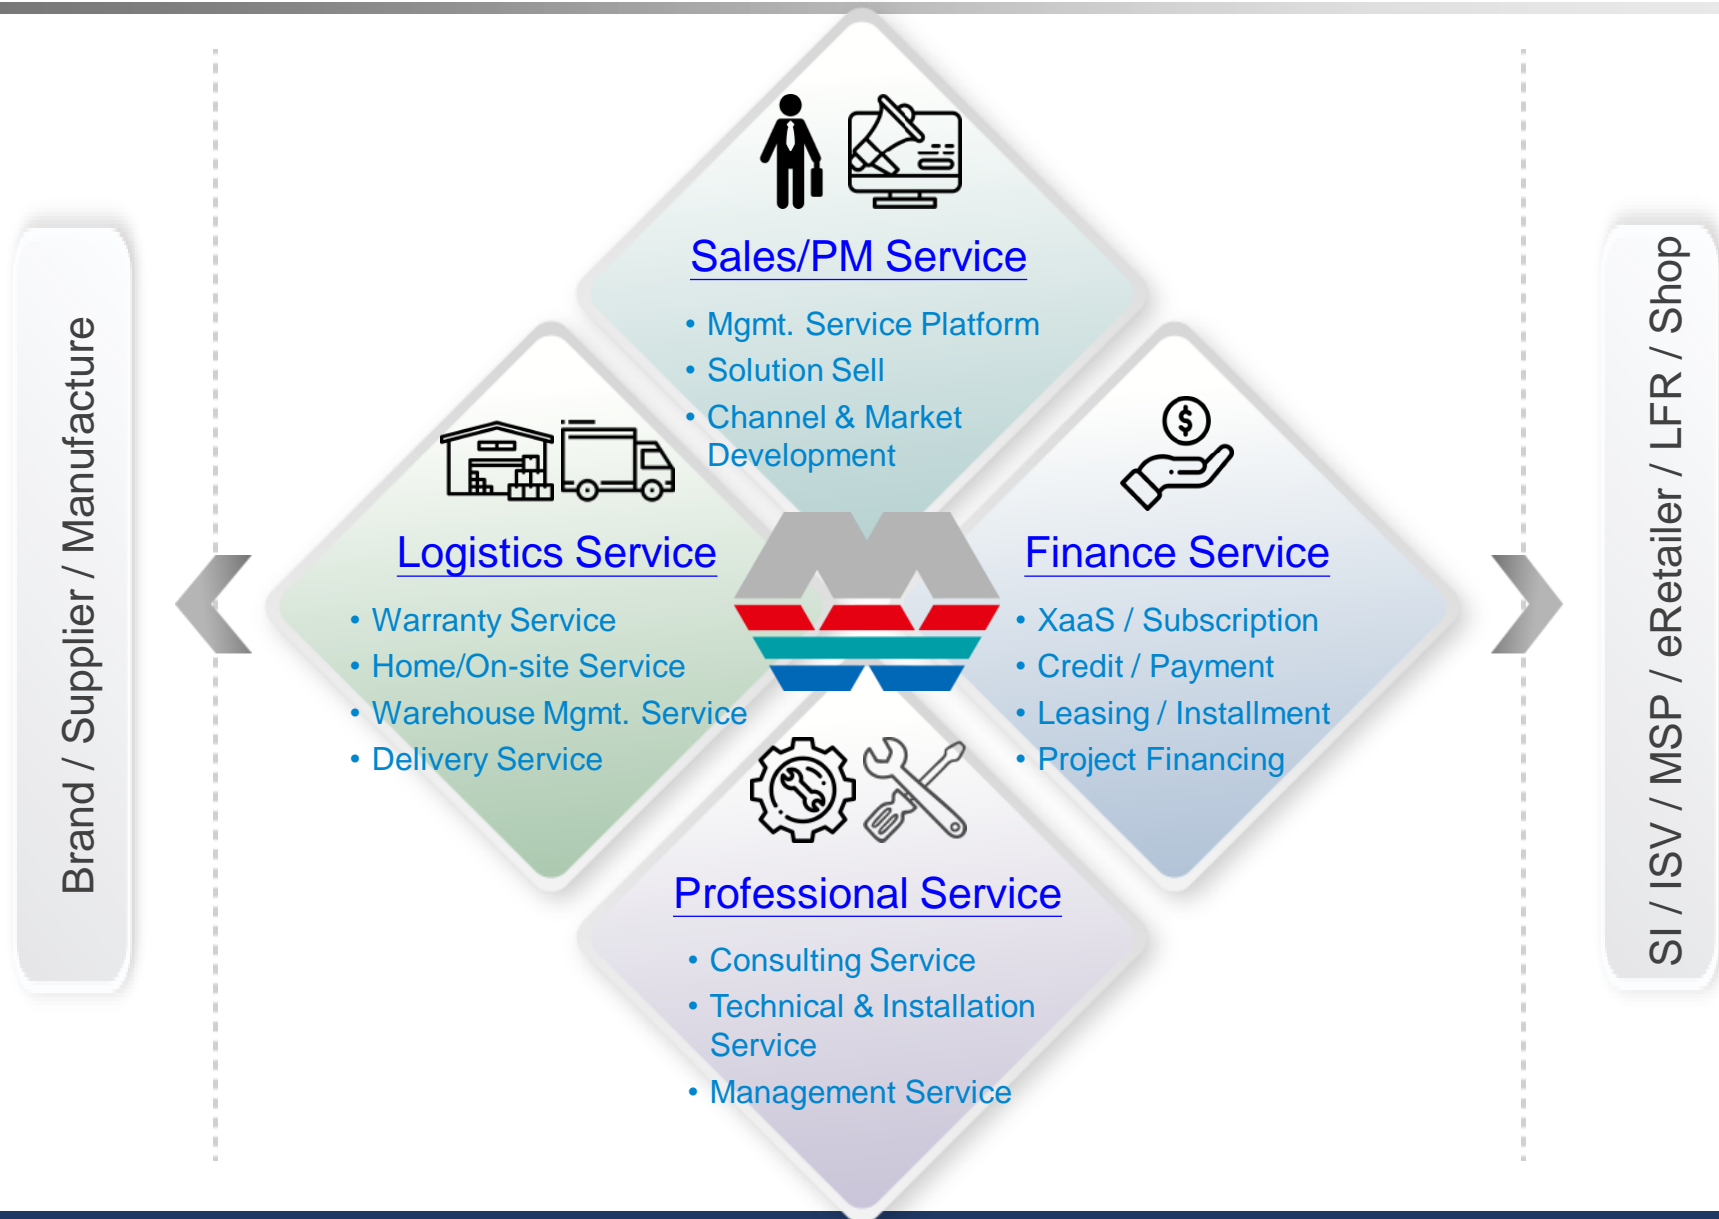 Brand / Supplier / Manufacture
Sales/PM Service
• Mgmt. Service Platform
• Solution Sell
• Channel & Market
Development
Logistics Service
• Warranty Service
• Home/On-site Service
• Warehouse Mgmt. Service
• Delivery Service
$
Finance Service
• XaaS / Subscription
• Credit / Payment
• Leasing / Installment
• Project Financing
Professional Service
• Consulting Service
• Technical & Installation
Service
• Management Service
SI / ISV / MSP / eRetailer / LFR / Shop